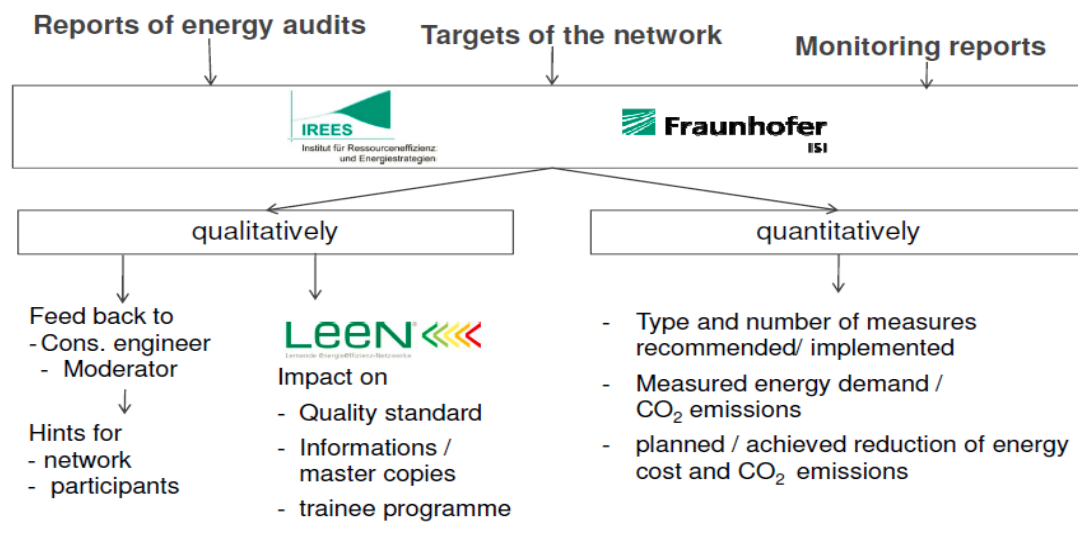 Reports of energy audits
Targets of the network
Monitoring reports
IREES
Institut für Ressourceneffizienz
und Energiestrategien
Fraunhofer
ISI
qualitatively
quantitatively
Feed back to
- Cons. engineer
- Moderator
Hints for
- network
- participants
LEEN
Lernende EnergieEffizienz-Netzwerke
Impact on
- Quality standard
- Informations /
master copies
- trainee programme
- Type and number of measures
recommended/ implemented
- Measured energy demand /
CO₂ emissions
- planned / achieved reduction of energy
cost and CO₂ emissions